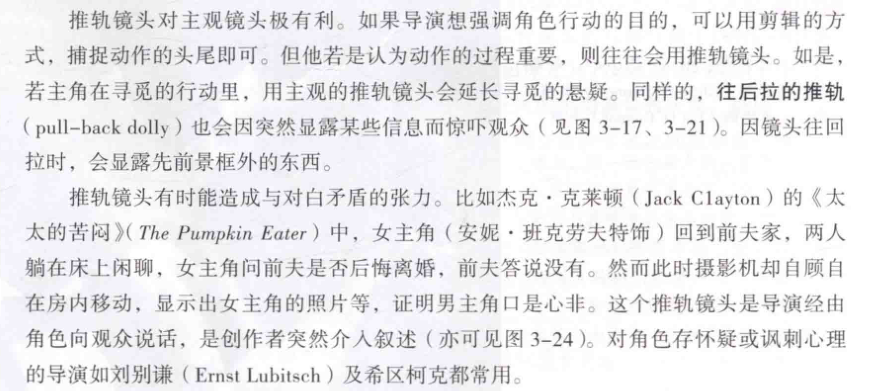 推轨镜头对主观镜头极有利。如果导演想强调角色行动的目的，可以用剪辑的方
式，捕捉动作的头尾即可。但他若是认为动作的过程重要，则往往会用推轨镜头。如是，
若主角在寻觅的行动里，用主观的推轨镜头会延长寻觅的悬疑。同样的，往后拉的推轨
（pull-back dolly）也会因突然显露某些信息而惊吓观众（见图 3-17、3-21）。因镜头往回
拉时，会显露先前景框外的东西。
推轨镜头有时能造成与对白矛盾的张力。比如杰克·克莱顿（Jack Clayton）的《太
太的苦闷》（The Pumpkin Eater）中，女主角（安妮·班克劳夫特饰）回到前夫家，两人
躺在床上闲聊，女主角问前夫是否后悔离婚，前夫答说没有。然而此时摄影机却自顾自
在房内移动，显示出女主角的照片等，证明男主角口是心非。这个推轨镜头是导演经由
角色向观众说话，是创作者突然介入叙述（亦可见图 3-24）。对角色存怀疑或讽刺心理
的导演如刘别谦（Ernst Lubitsch）及希区柯克都常用。